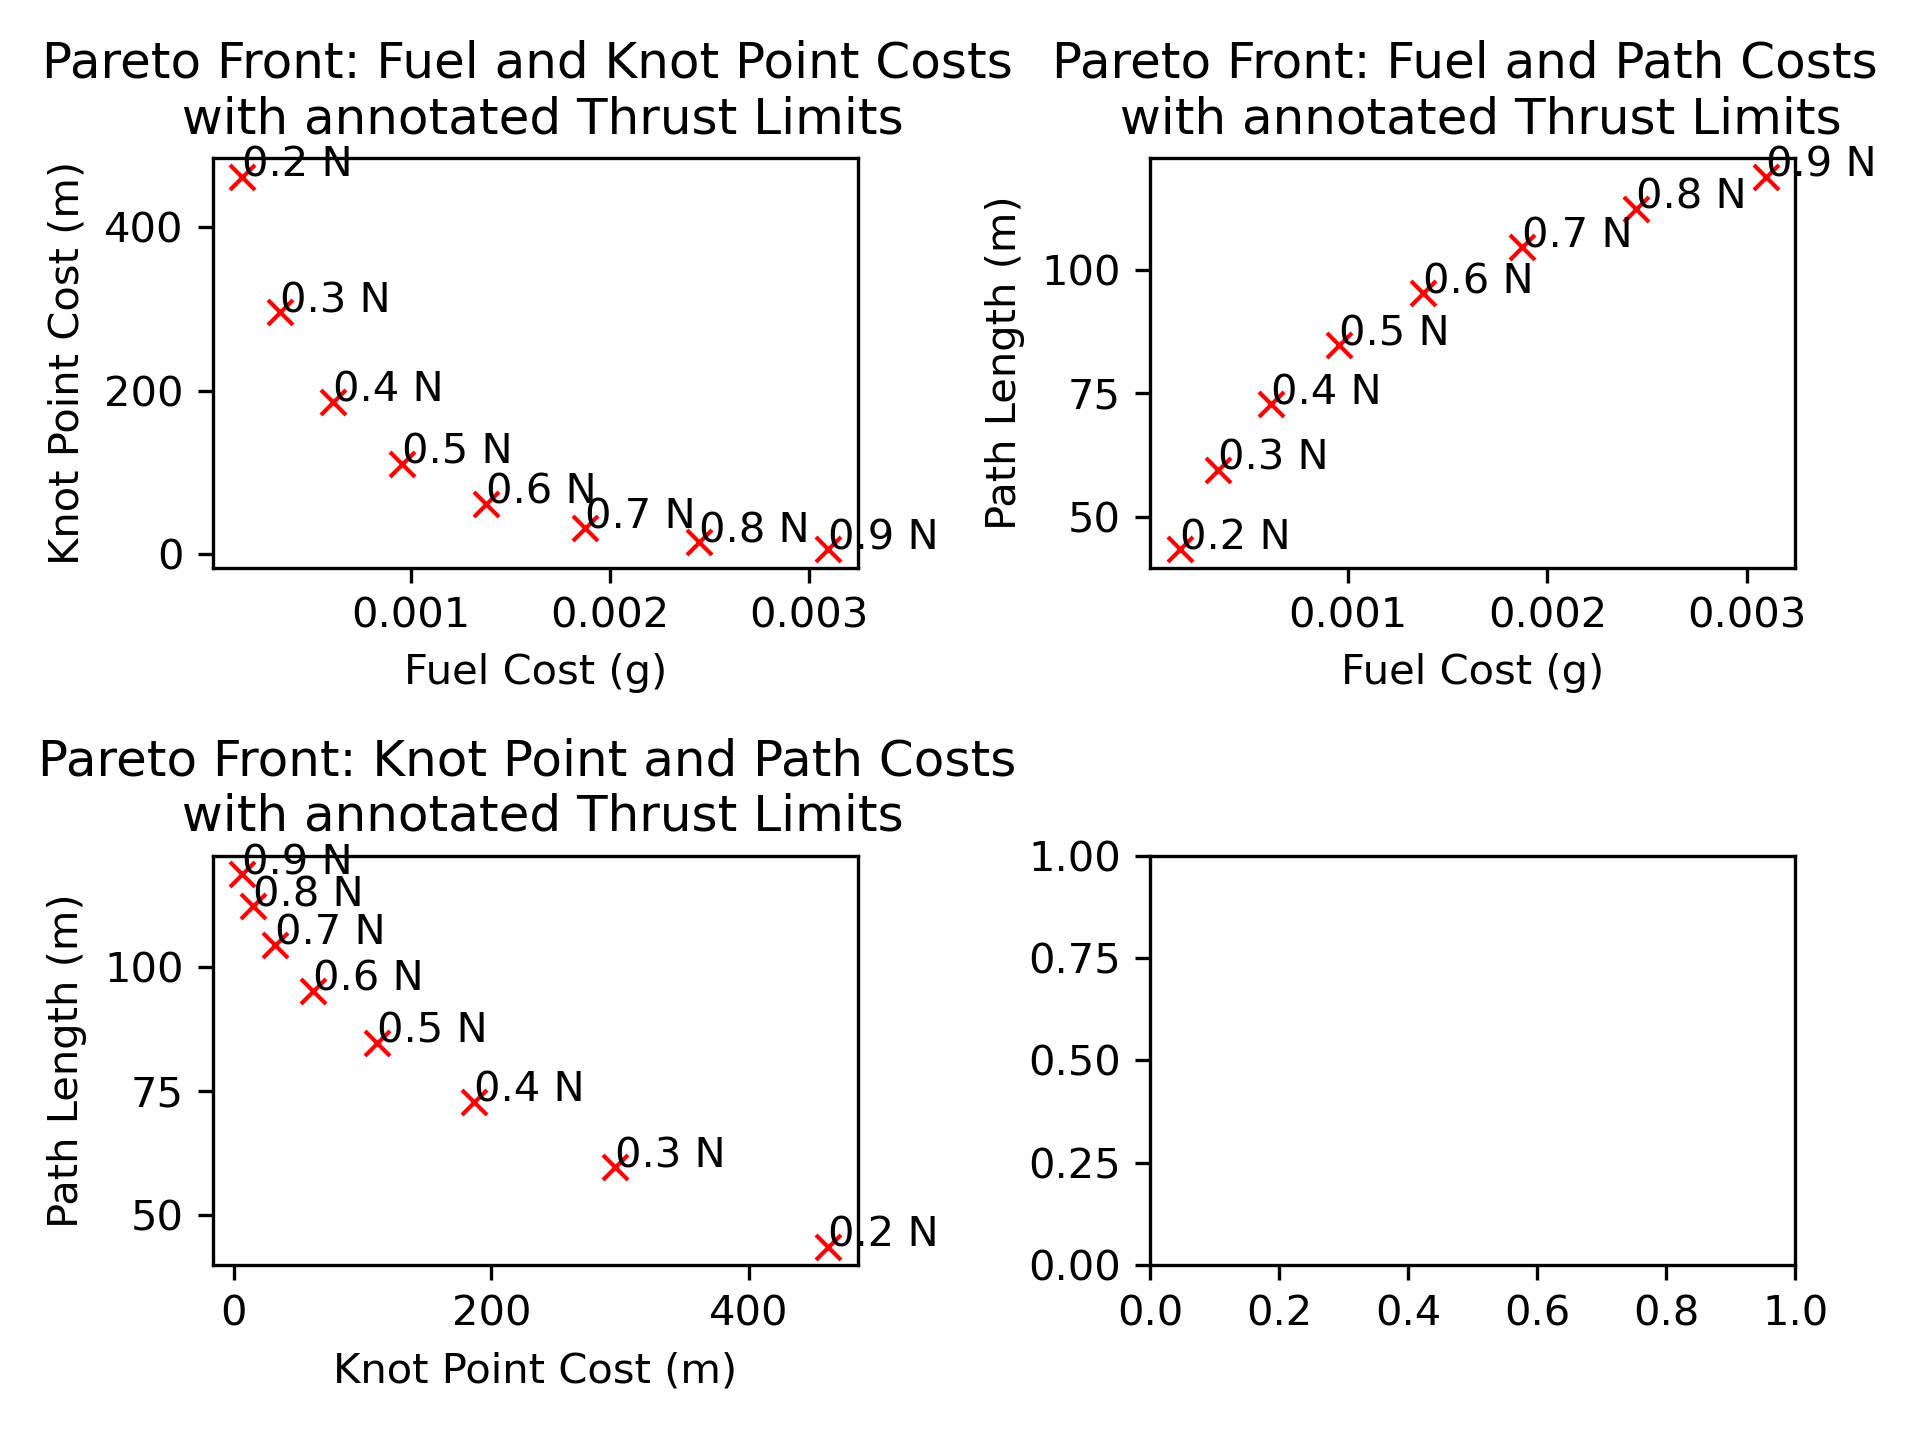 Pareto Front: Fuel and Knot Point Costs
with annotated Thrust Limits
Knot Point Cost (m)
400
200
0
0.2 N
0.3 N
0.4 N
0.5 N
0.6 N
0.7 N
0.8 N
0.9 N
0.001
0.002
0.003
Fuel Cost (g)
Pareto Front: Fuel and Path Costs
with annotated Thrust Limits
Path Length (m)
100
75
50
0.9 N
0.8 N
0.7 N
0.6 N
0.5 N
0.4 N
0.3 N
0.2 N
0.001
0.002
0.003
Fuel Cost (g)
Pareto Front: Knot Point and Path Costs
with annotated Thrust Limits
Path Length (m)
100
75
50
0.9 N
0.8 N
0.7 N
0.6 N
0.5 N
0.4 N
0.3 N
0.2 N
0
200
400
Knot Point Cost (m)
1.00
0.75
0.50
0.25
0.00
0.0
0.2
0.4
0.6
0.8
1.0